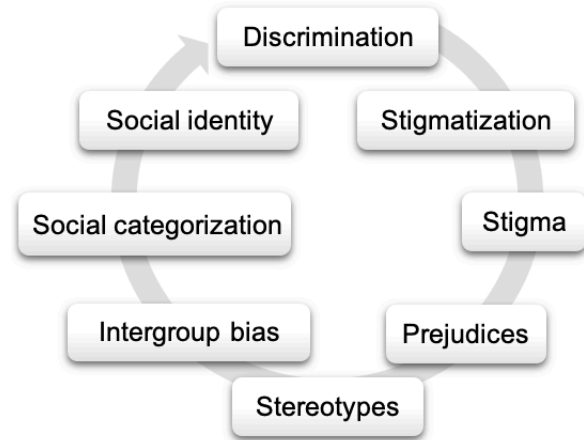 Discrimination
Stigmatization
Stigma
Prejudices
Stereotypes
Intergroup bias
Social categorization
Social identity